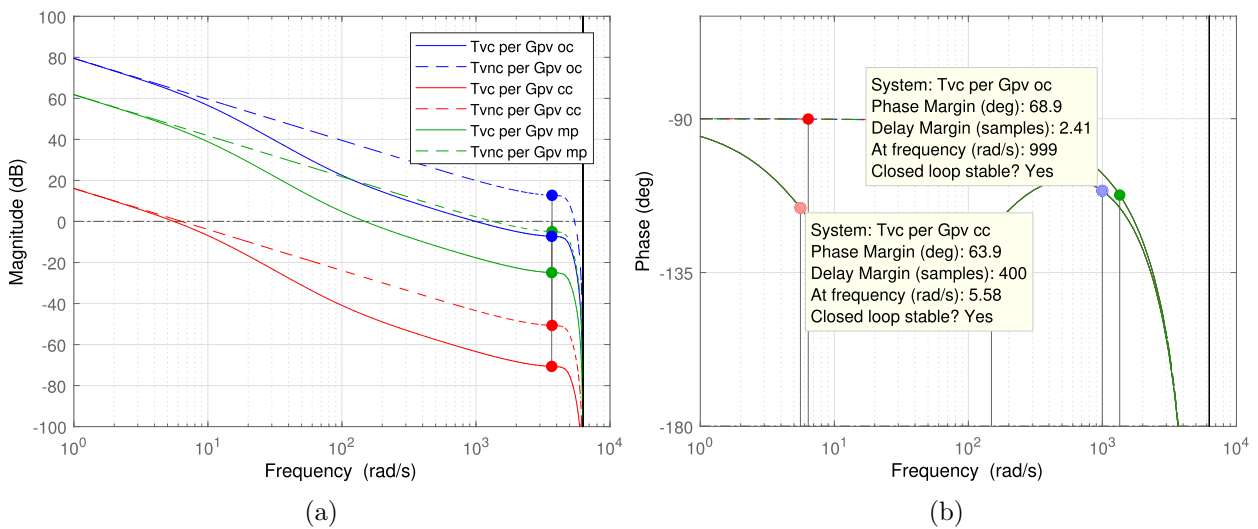 100
80
60
40
20
0
-20
-40
-60
-80
-100
Magnitude (dB)
10^0
10^1
10^2
10^3
10^4
Frequency (rad/s)
Tvc per Gpv oc
Tvnc per Gpv oc
Tvc per Gpv cc
Tvnc per Gpv cc
Tvc per Gpv mp
Tvnc per Gpv mp
(a)
-90
-135
-180
Phase (deg)
10^0
10^1
10^2
10^3
10^4
Frequency (rad/s)
System: Tvc per Gpv oc
Phase Margin (deg): 68.9
Delay Margin (samples): 2.41
At frequency (rad/s): 999
Closed loop stable? Yes
System: Tvc per Gpv cc
Phase Margin (deg): 63.9
Delay Margin (samples): 400
At frequency (rad/s): 5.58
Closed loop stable? Yes
(b)